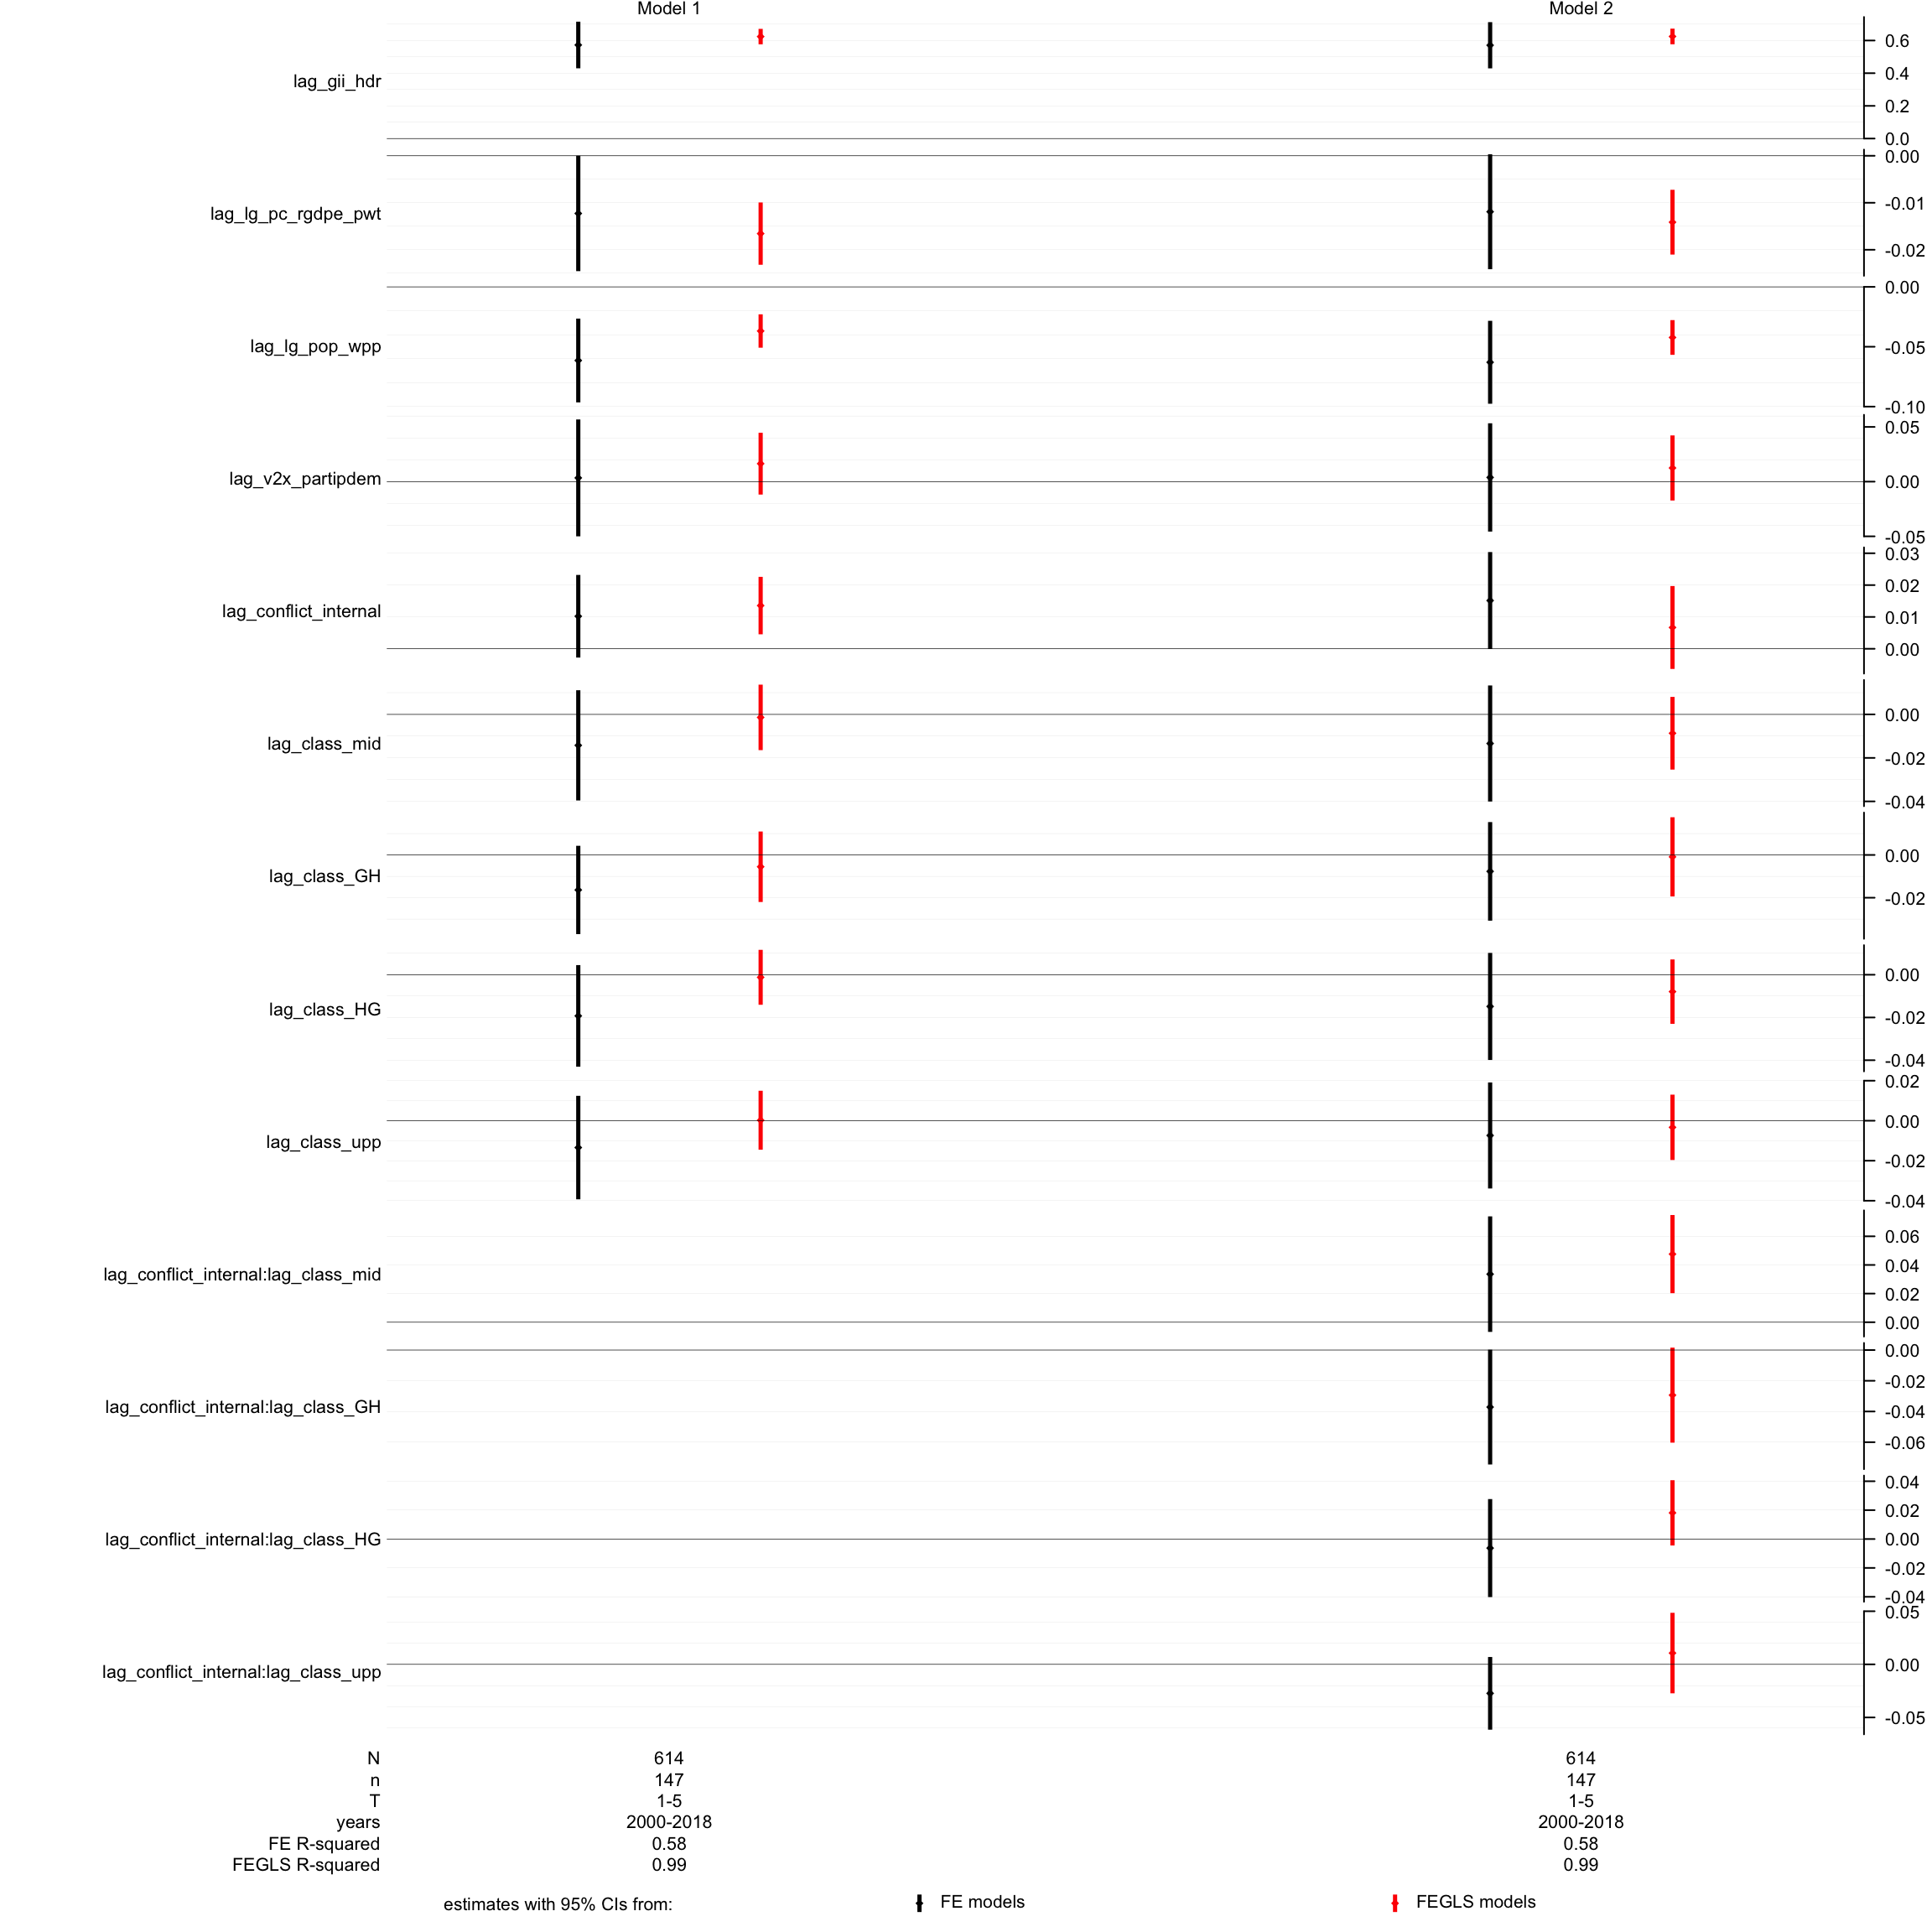 Model 1 Model 2
lag_gii_hdr
0.6
0.4
0.2
0.0
lag_lg_pc_rgdpe_pwt
0.00
-0.01
-0.02
lag_lg_pop_wpp
0.00
-0.05
-0.10
lag_v2x_partipdem
0.05
0.00
-0.05
lag_conflict_internal
0.03
0.02
0.01
0.00
lag_class_mid
0.00
-0.02
-0.04
lag_class_GH
0.00
-0.02
lag_class_HG
0.00
-0.02
-0.04
lag_class_upp
0.02
0.00
-0.02
-0.04
lag_conflict_internal:lag_class_mid
0.06
0.04
0.02
0.00
lag_conflict_internal:lag_class_GH
0.00
-0.02
-0.04
-0.06
lag_conflict_internal:lag_class_HG
0.04
0.02
0.00
-0.02
-0.04
lag_conflict_internal:lag_class_upp
0.05
0.00
-0.05
N 614 614
n 147 147
T 1-5 1-5
years 2000-2018 2000-2018
FE R-squared 0.58 0.58
FEGLS R-squared 0.99 0.99
estimates with 95% CIs from: FE models FEGLS models